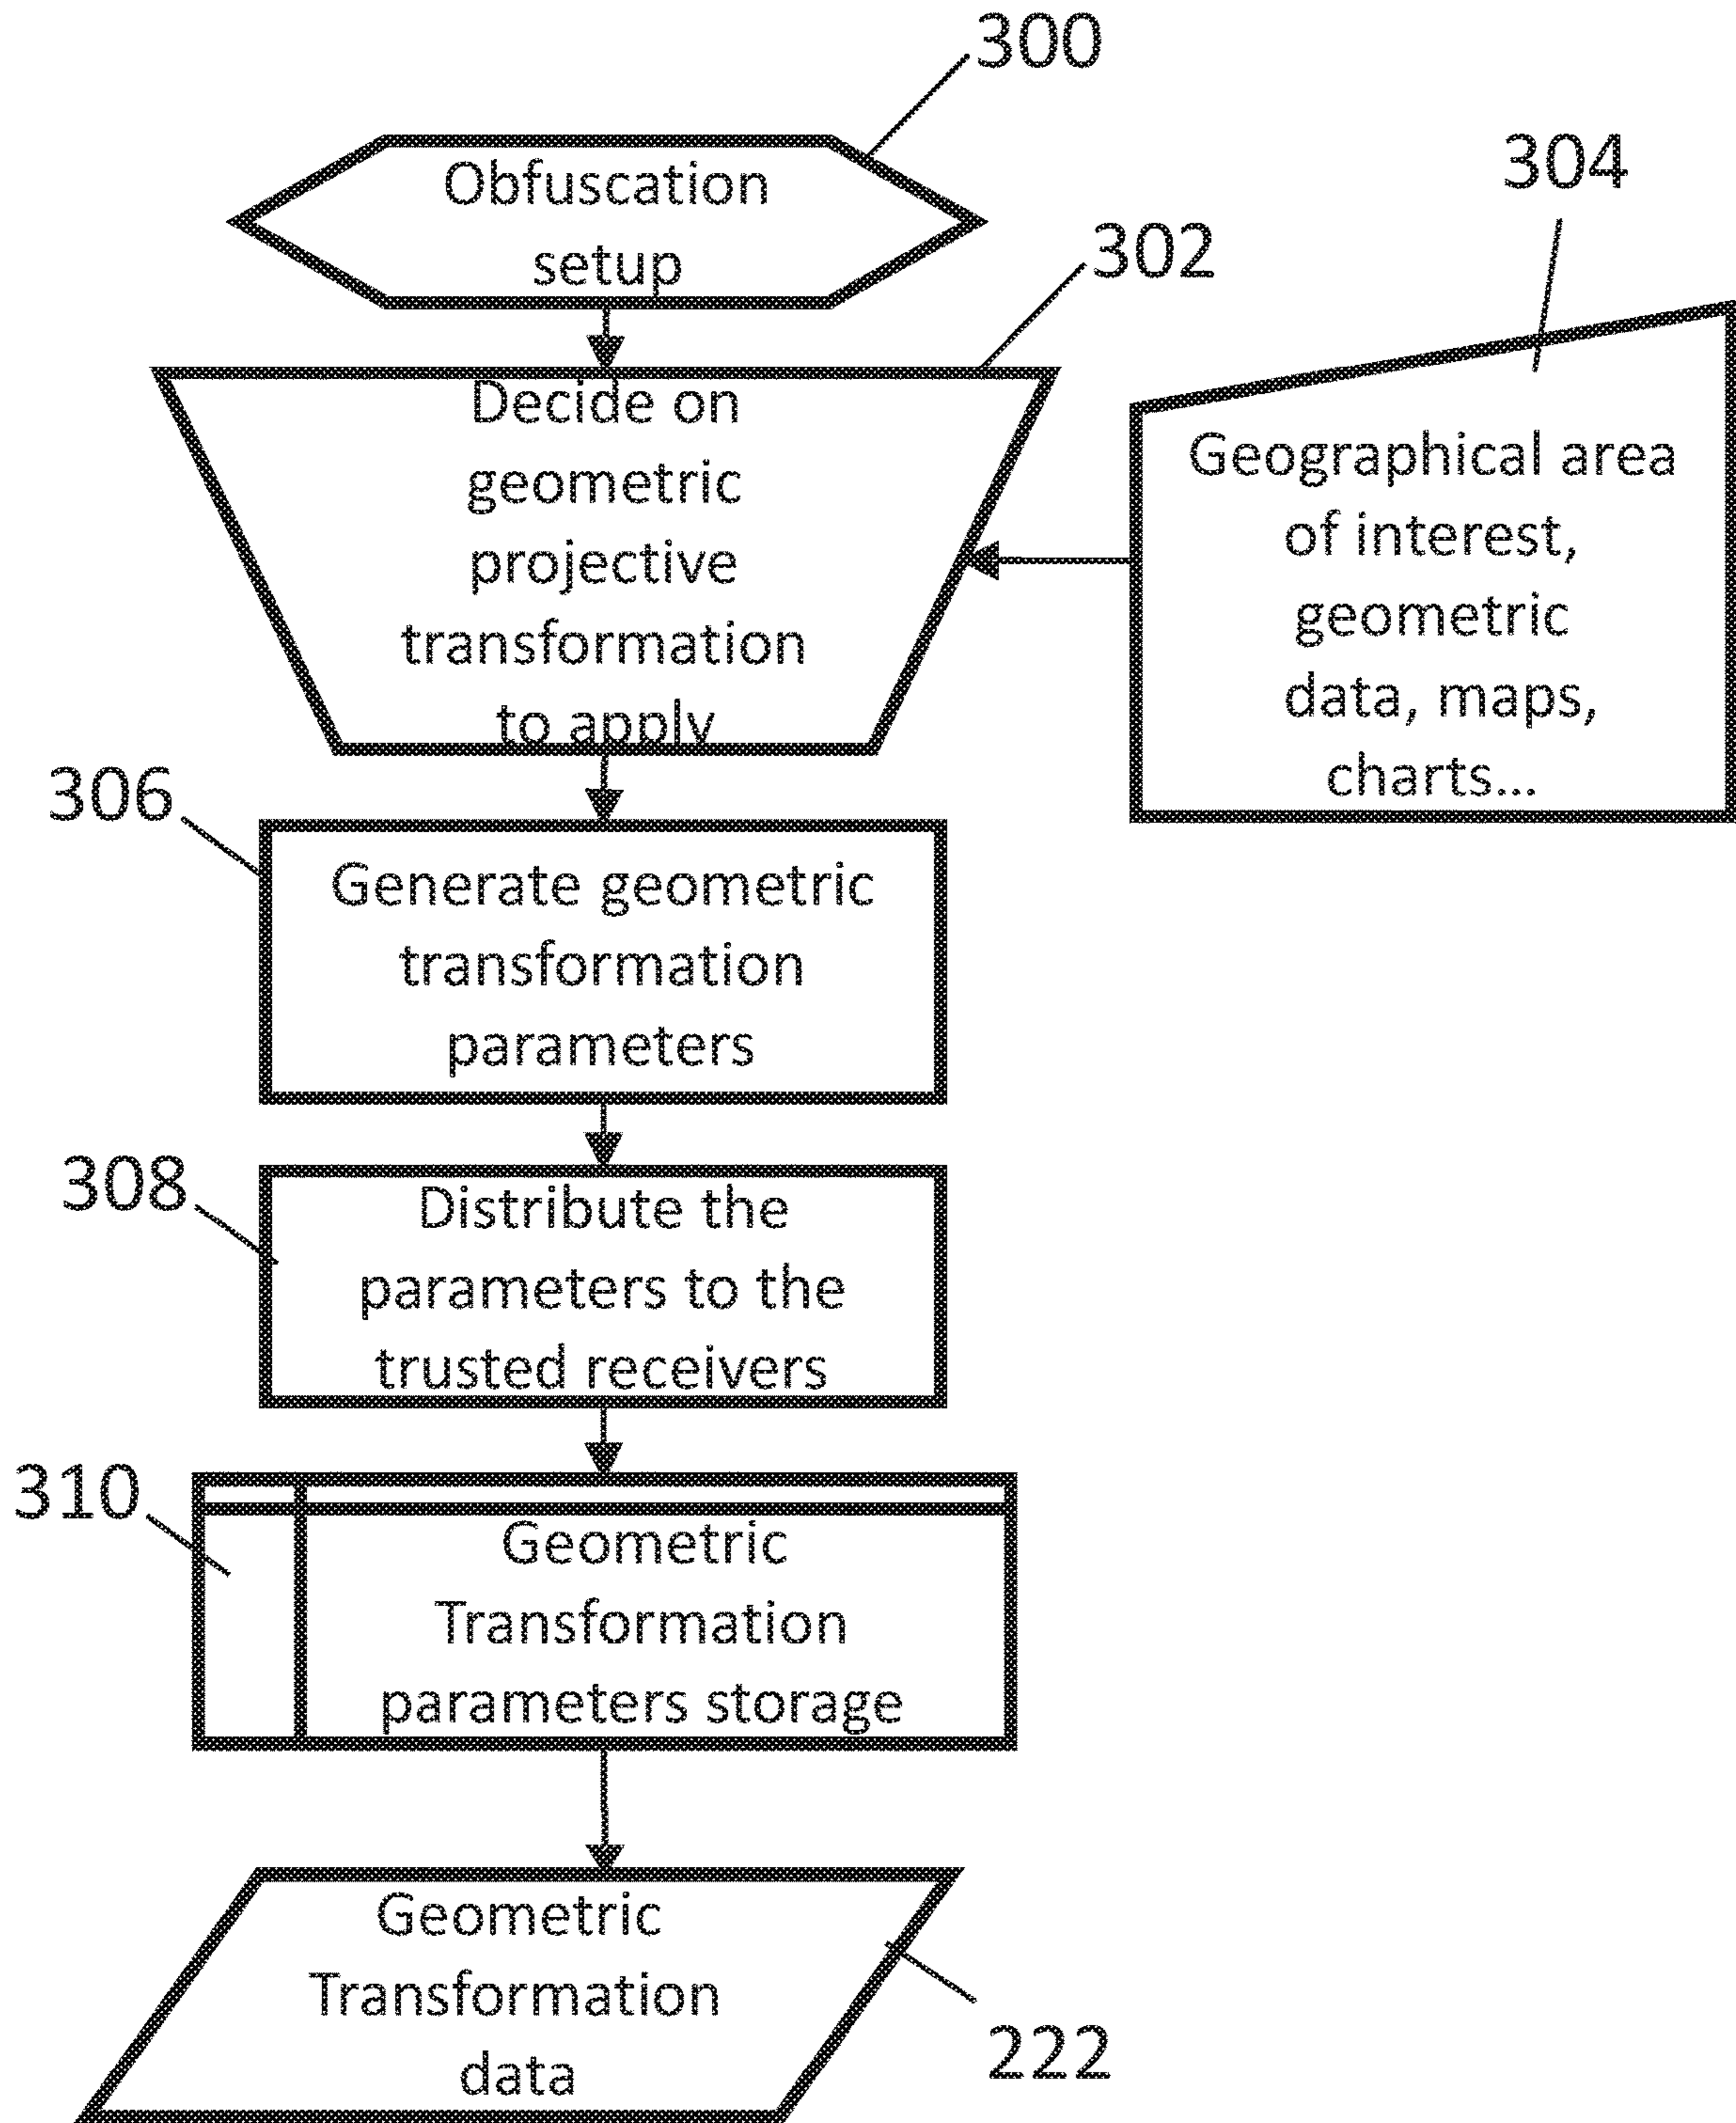 300
Obfuscation
setup
302
304
Decide on
geometric
projective
transformation
to apply
Geographical area
of interest,
geometric
data, maps,
charts...
306
Generate geometric
transformation
parameters
308
Distribute the
parameters to the
trusted receivers
310
Geometric
Transformation
parameters storage
Geometric
Transformation
data
222